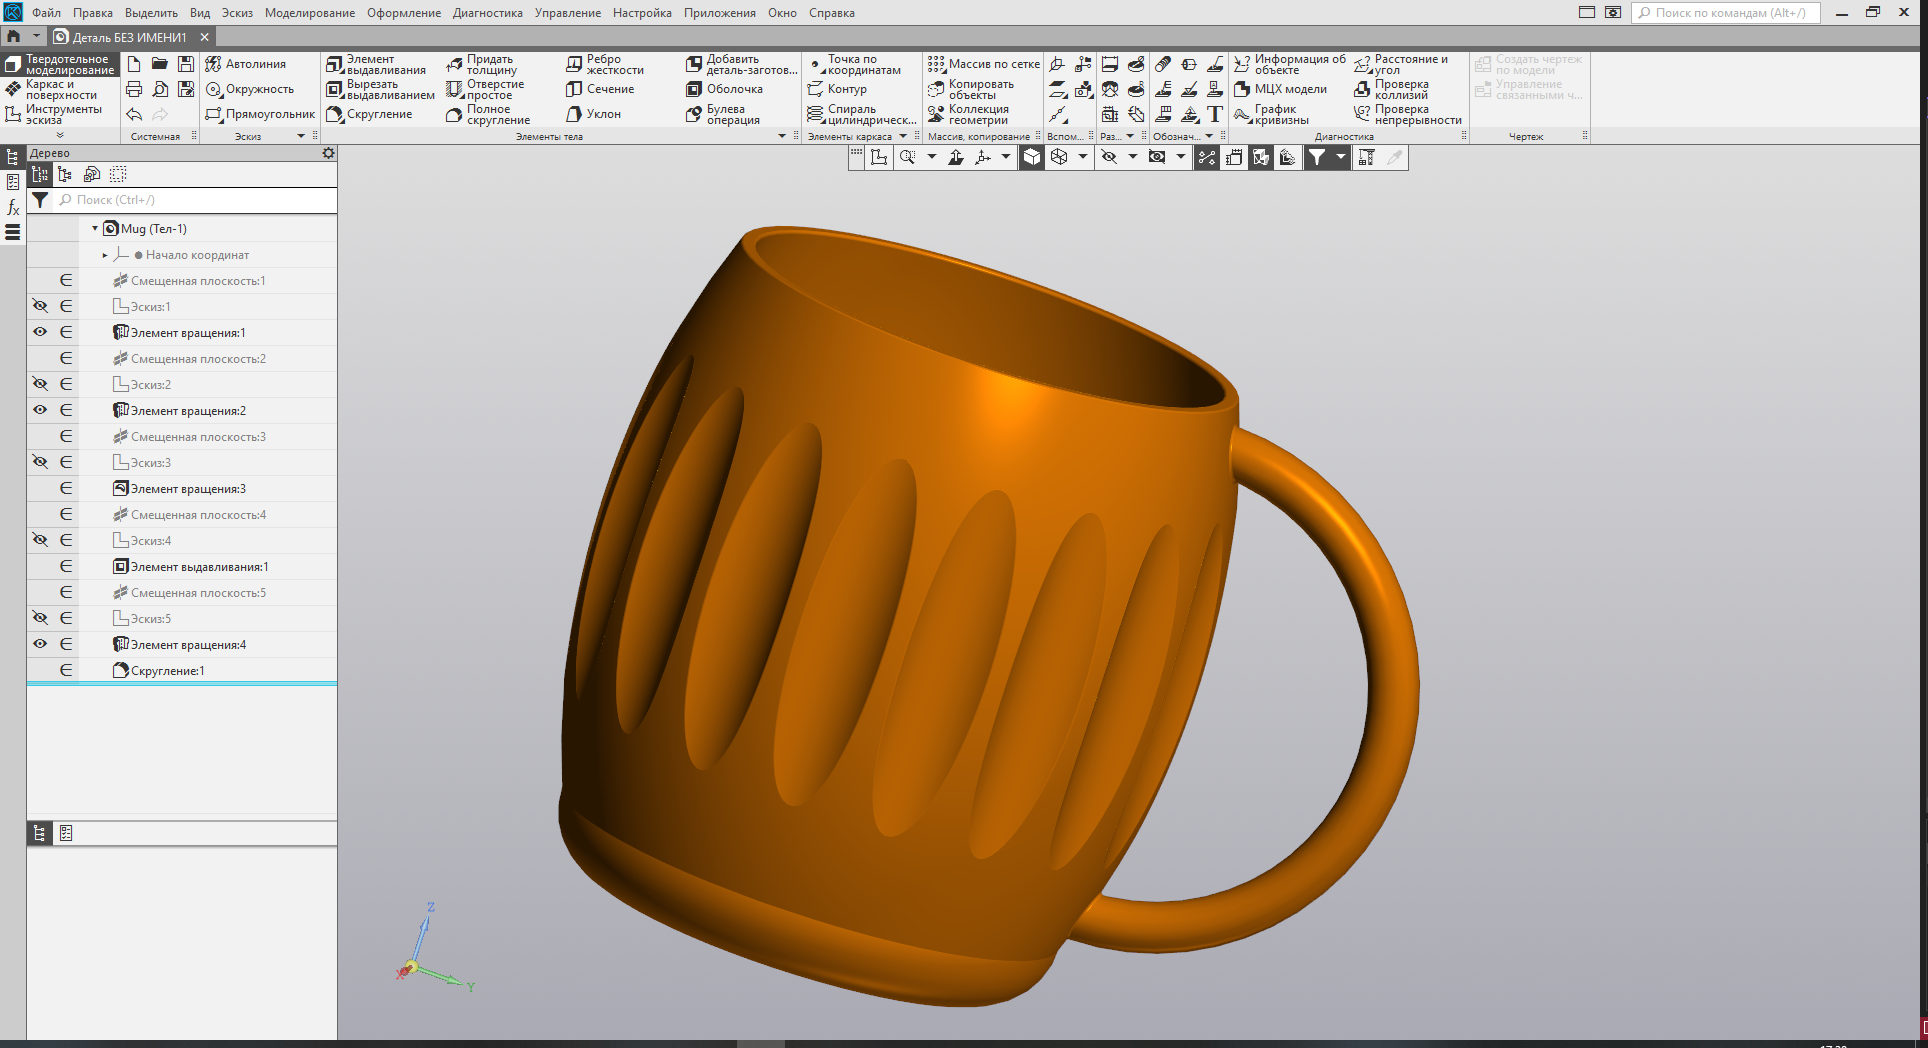 Файл Правка Выделить Вид Эскиз Моделирование Оформление Диагностика Управление Настройка Приложения Окно Справка
Поиск по командам (Alt+/)
Деталь БЕЗ ИМЕНИ1
Твердотельное
моделирование
Каркас и
поверхности
Инструменты
эскиза
Системная
Автолиния
Окружность
Прямоугольник
Эскиз
Элемент
выдавливания
Вырезать
выдавливанием
Скругление
Придать
толщину
Отверстие
простое
Полное
скругление
Ребро
жесткости
Сечение
Уклон
Добавить
деталь-заготов...
Оболочка
Булева
операция
Элементы тела
Точка по
координатам
Контур
Спираль
цилиндрическ...
Элементы каркаса
Массив по сетке
Копировать
объекты
Коллекция
геометрии
Массив, копирование
Вспом...
Раз...
Обознач...
Информация об
объекте
МЦХ модели
График
кривизны
Расстояние и
угол
Проверка
коллизий
Проверка
непрерывности
Диагностика
Создать чертеж
по модели
Управление
связанными ч...
Чертеж
Дерево
Поиск (Ctrl+/)
Mug (Тел-1)
Начало координат
Смещенная плоскость:1
Эскиз:1
Элемент вращения:1
Смещенная плоскость:2
Эскиз:2
Элемент вращения:2
Смещенная плоскость:3
Эскиз:3
Элемент вращения:3
Смещенная плоскость:4
Эскиз:4
Элемент выдавливания:1
Смещенная плоскость:5
Эскиз:5
Элемент вращения:4
Скругление:1
Z
X
Y